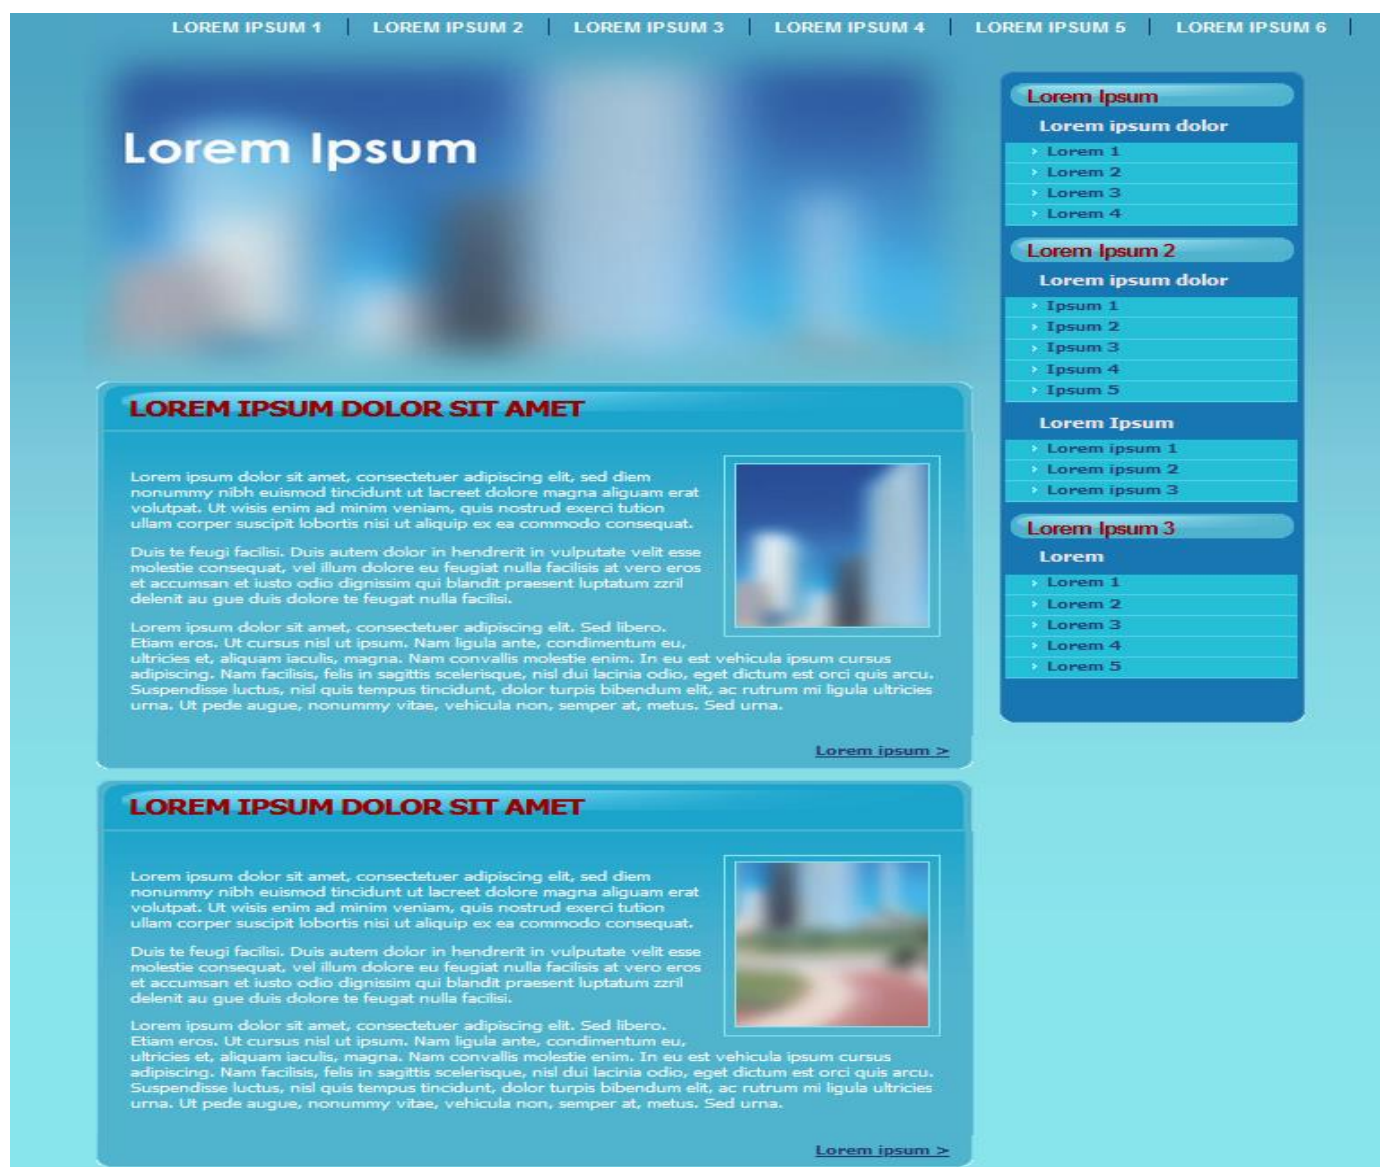 LOREM IPSUM 1 | LOREM IPSUM 2 | LOREM IPSUM 3 | LOREM IPSUM 4 | LOREM IPSUM 5 | LOREM IPSUM 6 |
Lorem Ipsum
LOREM IPSUM DOLOR SIT AMET
Lorem ipsum dolor sit amet, consectetuer adipiscing elit, sed diem
nonummy nibh euismod tincidunt ut lacreet dolore magna aliguam erat
volutpat. Ut wisis enim ad minim veniam, quis nostrud exerci tution
ullam corper suscipit lobortis nisi ut aliquip ex ea commodo consequat.
Duis te feugi facilisi. Duis autem dolor in hendrerit in vulputate velit esse
molestie consequat, vel illum dolore eu feugiat nulla facilisis at vero eros
et accumsan et iusto odio dignissim qui blandit praesent luptatum zzril
delenit au gue duis dolore te feugat nulla facilisi.
Lorem ipsum dolor sit amet, consectetuer adipiscing elit. Sed libero.
Etiam eros. Ut cursus nisl ut ipsum. Nam ligula ante, condimentum eu,
ultricies et, aliquam iaculis, magna. Nam convallis molestie enim. In eu est vehicula ipsum cursus
adipiscing. Nam facilisis, felis in sagittis scelerisque, nisl dui lacinia odio, eget dictum est orci quis arcu.
Suspendisse luctus, nisl quis tempus tincidunt, dolor turpis bibendum elit, ac rutrum mi ligula ultricies
urna. Ut pede augue, nonummy vitae, vehicula non, semper at, metus. Sed urna.
Lorem ipsum >
LOREM IPSUM DOLOR SIT AMET
Lorem ipsum dolor sit amet, consectetuer adipiscing elit, sed diem
nonummy nibh euismod tincidunt ut lacreet dolore magna aliguam erat
volutpat. Ut wisis enim ad minim veniam, quis nostrud exerci tution
ullam corper suscipit lobortis nisi ut aliquip ex ea commodo consequat.
Duis te feugi facilisi. Duis autem dolor in hendrerit in vulputate velit esse
molestie consequat, vel illum dolore eu feugiat nulla facilisis at vero eros
et accumsan et iusto odio dignissim qui blandit praesent luptatum zzril
delenit au gue duis dolore te feugat nulla facilisi.
Lorem ipsum dolor sit amet, consectetuer adipiscing elit. Sed libero.
Etiam eros. Ut cursus nisl ut ipsum. Nam ligula ante, condimentum eu,
ultricies et, aliquam iaculis, magna. Nam convallis molestie enim. In eu est vehicula ipsum cursus
adipiscing. Nam facilisis, felis in sagittis scelerisque, nisl dui lacinia odio, eget dictum est orci quis arcu.
Suspendisse luctus, nisl quis tempus tincidunt, dolor turpis bibendum elit, ac rutrum mi ligula ultricies
urna. Ut pede augue, nonummy vitae, vehicula non, semper at, metus. Sed urna.
Lorem ipsum >
Lorem Ipsum
Lorem ipsum dolor
› Lorem 1
› Lorem 2
› Lorem 3
› Lorem 4
Lorem Ipsum 2
Lorem ipsum dolor
› Ipsum 1
› Ipsum 2
› Ipsum 3
› Ipsum 4
› Ipsum 5
Lorem Ipsum
› Lorem ipsum 1
› Lorem ipsum 2
› Lorem ipsum 3
Lorem Ipsum 3
Lorem
› Lorem 1
› Lorem 2
› Lorem 3
› Lorem 4
› Lorem 5